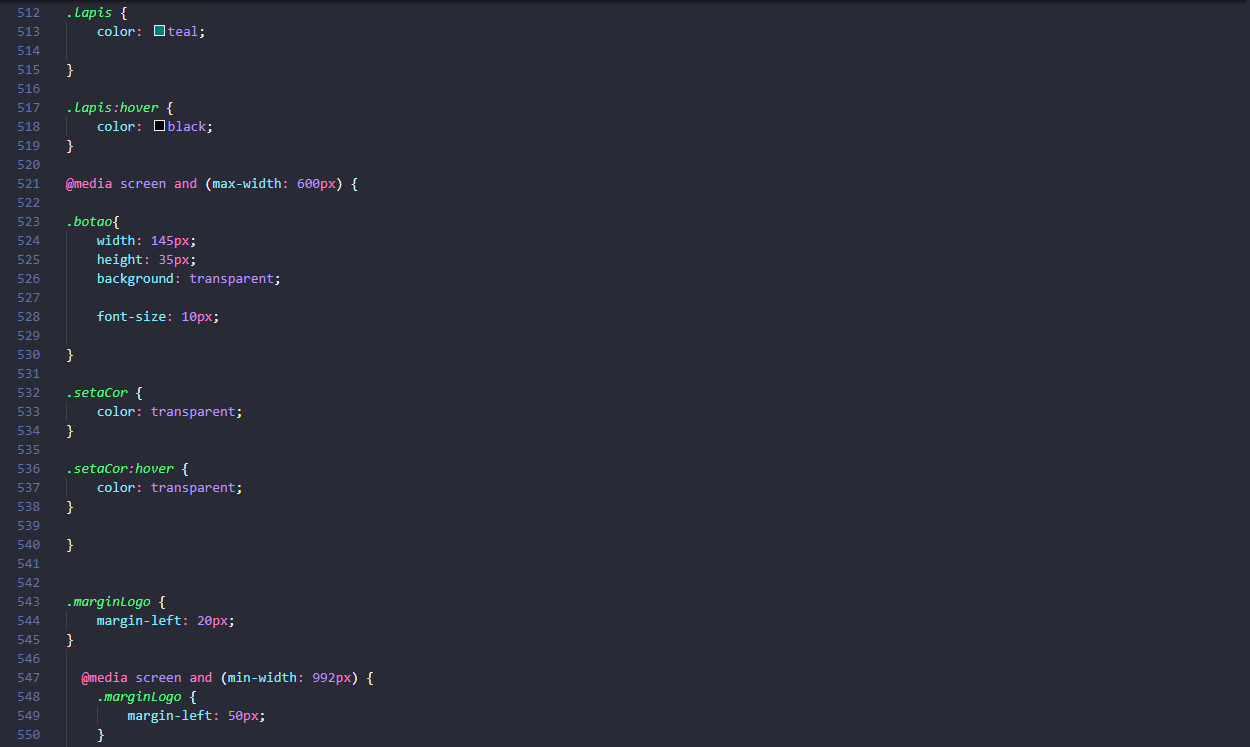 512 .lapis {
513 color: teal;
514
515 }
516
517 .lapis:hover {
518 color: black;
519 }
520
521 @media screen and (max-width: 600px) {
522
523 .botao{
524 width: 145px;
525 height: 35px;
526 background: transparent;
527
528 font-size: 10px;
529
530 }
531
532 .setaCor {
533 color: transparent;
534 }
535
536 .setaCor:hover {
537 color: transparent;
538 }
539
540 }
541
542
543 .marginLogo {
544 margin-left: 20px;
545 }
546
547 @media screen and (min-width: 992px) {
548 .marginLogo {
549 margin-left: 50px;
550 }